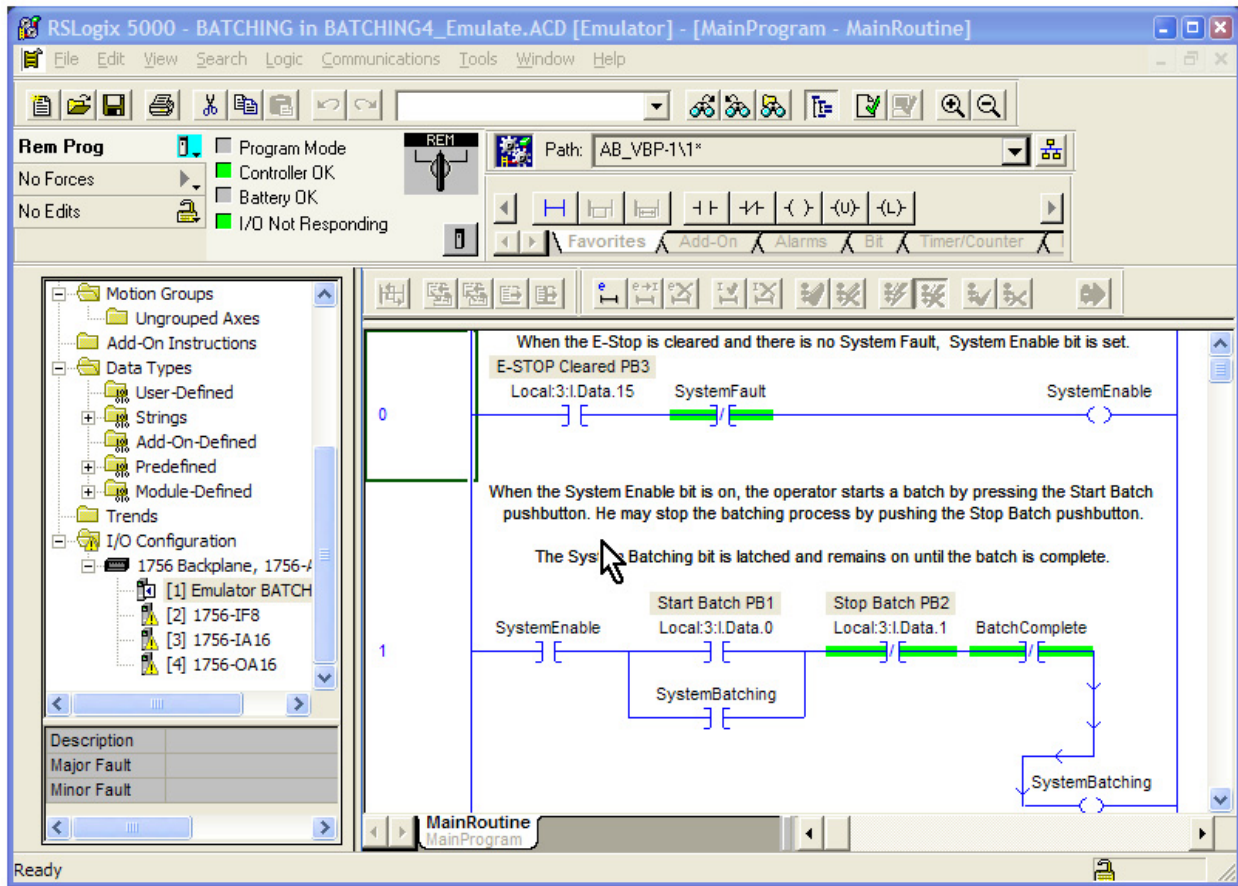 RSLogix 5000 - BATCHING in BATCHING4_Emulate.ACD [Emulator] - [MainProgram - MainRoutine]
File Edit View Search Logic Communications Tools Window Help
Rem Prog
No Forces
No Edits
Program Mode
Controller OK
Battery OK
I/O Not Responding
REM
Path: AB_VBP-1\1*
Favorites Add-On Alarms Bit Timer/Counter
Motion Groups
Ungrouped Axes
Add-On Instructions
Data Types
User-Defined
Strings
Add-On-Defined
Predefined
Module-Defined
Trends
I/O Configuration
1756 Backplane, 1756-A
[1] Emulator BATCH
[2] 1756-IF8
[3] 1756-IA16
[4] 1756-OA16
Description
Major Fault
Minor Fault
When the E-Stop is cleared and there is no System Fault, System Enable bit is set.
E-STOP Cleared PB3
Local:3:I.Data.15 SystemFault SystemEnable
0
When the System Enable bit is on, the operator starts a batch by pressing the Start Batch
pushbutton. He may stop the batching process by pushing the Stop Batch pushbutton.
The Syste Batching bit is latched and remains on until the batch is complete.
Start Batch PB1 Stop Batch PB2
SystemEnable Local:3:I.Data.0 Local:3:I.Data.1 BatchComplete
1
SystemBatching
SystemBatching
MainRoutine
MainProgram
Ready